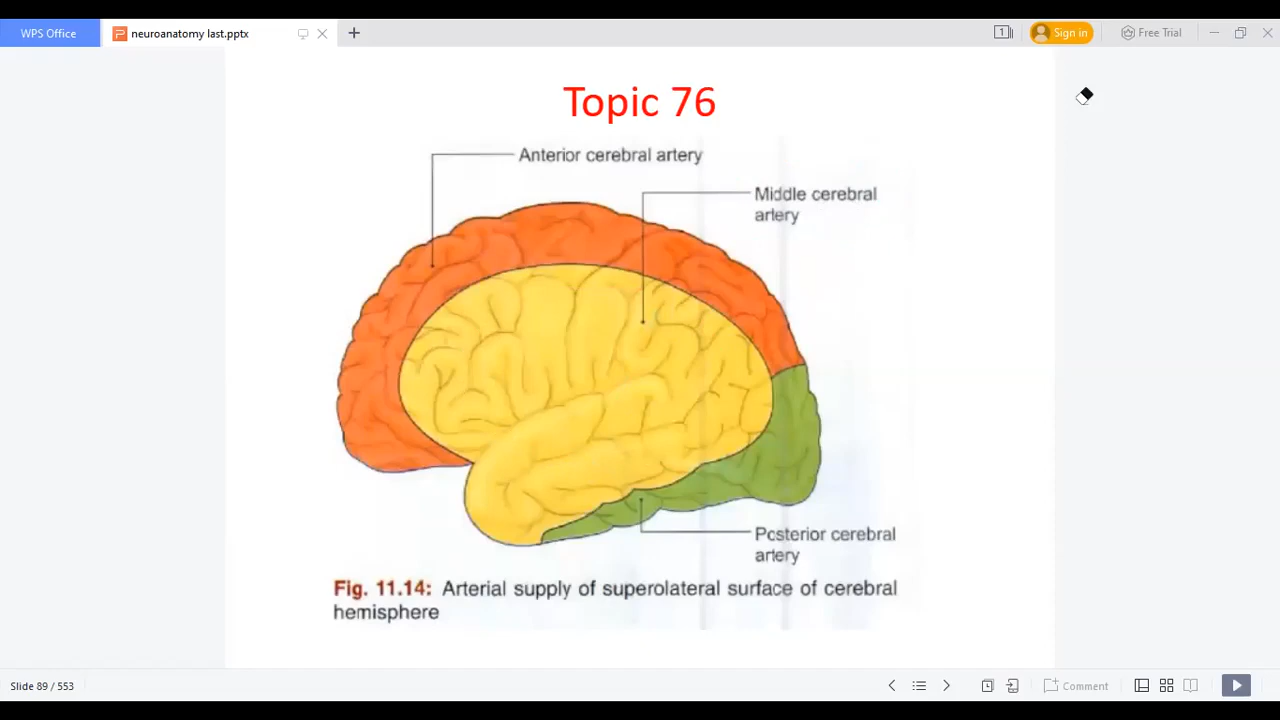 WPS Office
neuroanatomy last.pptx
1
Sign in
Free Trial
Topic 76
Anterior cerebral artery
Middle cerebral
artery
Posterior cerebral
artery
Fig. 11.14: Arterial supply of superolateral surface of cerebral
hemisphere
Slide 89 / 553
Comment